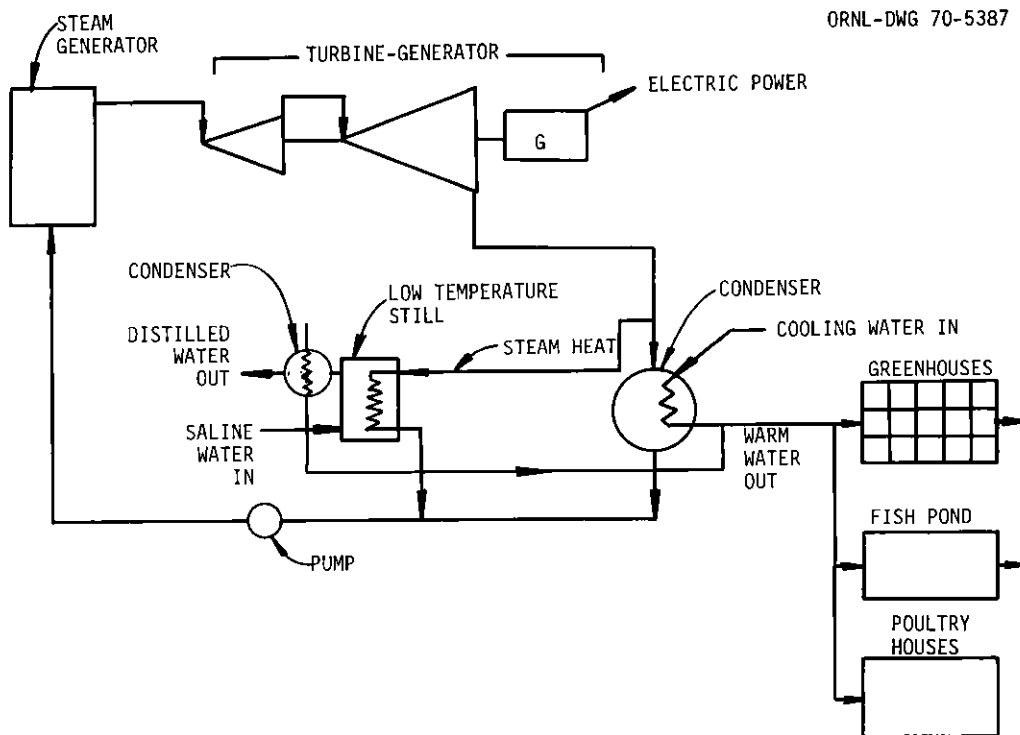 ORNL-DWG 70-5387
STEAM
GENERATOR
TURBINE-GENERATOR
ELECTRIC POWER
G
CONDENSER
LOW TEMPERATURE
STILL
CONDENSER
DISTILLED
WATER
OUT
STEAM HEAT
COOLING WATER IN
GREENHOUSES
SALINE
WATER
IN
WARM
WATER
OUT
FISH POND
PUMP
POULTRY
HOUSES